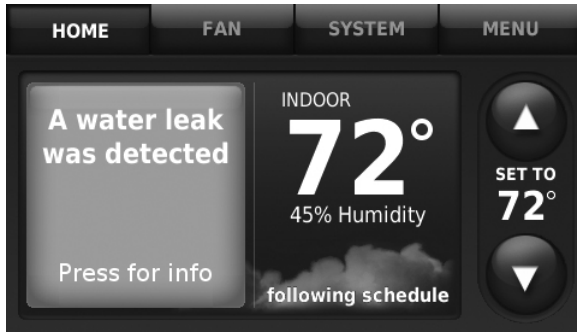 HOME
FAN
SYSTEM
MENU
A water leak
was detected
Press for info
INDOOR
72°
45% Humidity
following schedule
SET TO
72°